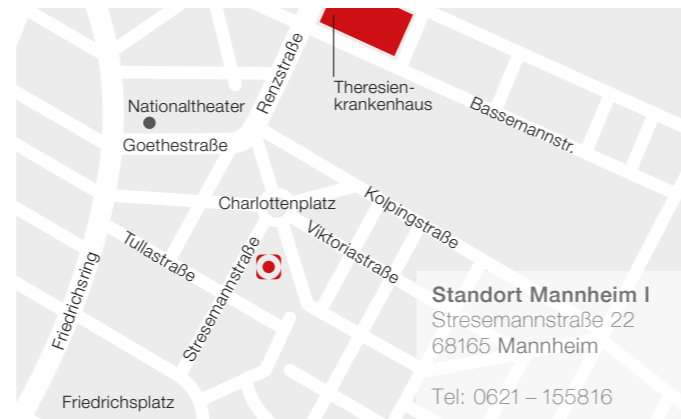 Renzstraße
Theresien-
krankenhaus
Nationaltheater
Goethestraße
Bassemannstr.
Charlottenplatz
Kolpingstraße
Viktoriastraße
Tullastraße
Stresemannstraße
Friedrichsring
Friedrichsplatz
Standort Mannheim I
Stresemannstraße 22
68165 Mannheim
Tel: 0621 – 155816